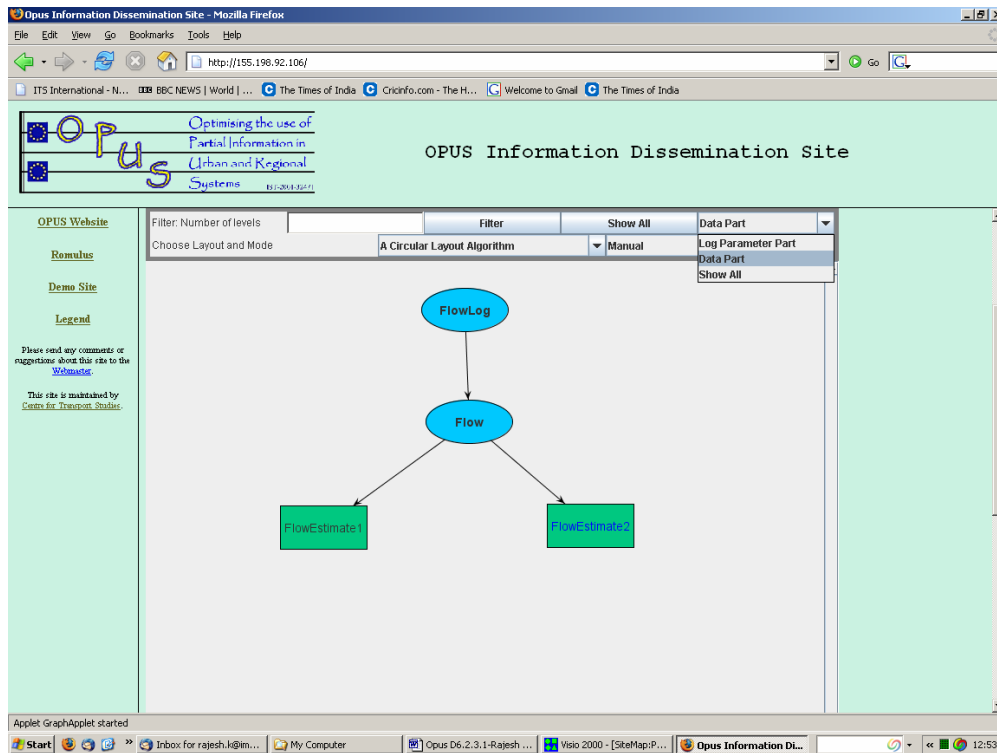 Opus Information Dissemination Site - Mozilla Firefox
File Edit View Go Bookmarks Tools Help
http://155.198.92.106/
Go
ITS International - N... BBC NEWS | World | ... The Times of India Cricinfo.com - The H... Welcome to Gmail The Times of India
OPUS
Optimising the use of
Partial Information in
Urban and Regional
Systems
OPUS Information Dissemination Site
OPUS Website
Romulus
Demo Site
Legend
Please send any comments or
suggestions about this site to the
Webmaster.
This site is maintained by
Centre for Transport Studies.
Filter: Number of levels Filter Show All Data Part
Choose Layout and Mode A Circular Layout Algorithm Manual
Log Parameter Part
Data Part
Show All
FlowLog
Flow
FlowEstimate1
FlowEstimate2
Applet GraphApplet started
Start Inbox for rajesh.k@im... My Computer Opus D6.2.3.1-Rajesh ... Visio 2000 - [SiteMap:P... Opus Information Di... 12:53